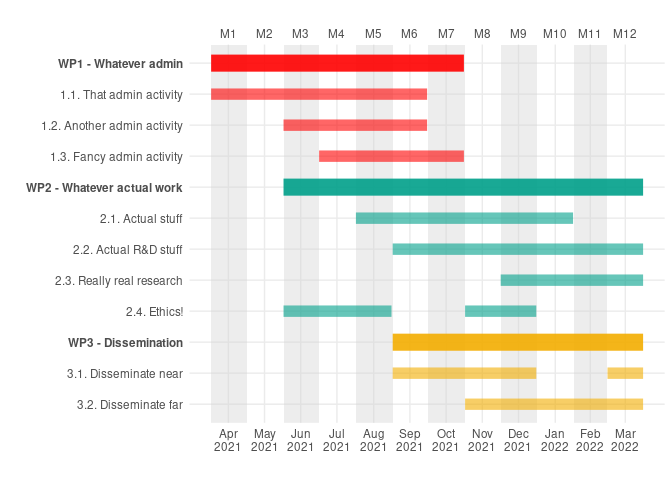 M1 M2 M3 M4 M5 M6 M7 M8 M9 M10 M11 M12
WP1 - Whatever admin
1.1. That admin activity
1.2. Another admin activity
1.3. Fancy admin activity
WP2 - Whatever actual work
2.1. Actual stuff
2.2. Actual R&D stuff
2.3. Really real research
2.4. Ethics!
WP3 - Dissemination
3.1. Disseminate near
3.2. Disseminate far
Apr May Jun Jul Aug Sep Oct Nov Dec Jan Feb Mar
2021 2021 2021 2021 2021 2021 2021 2021 2021 2022 2022 2022